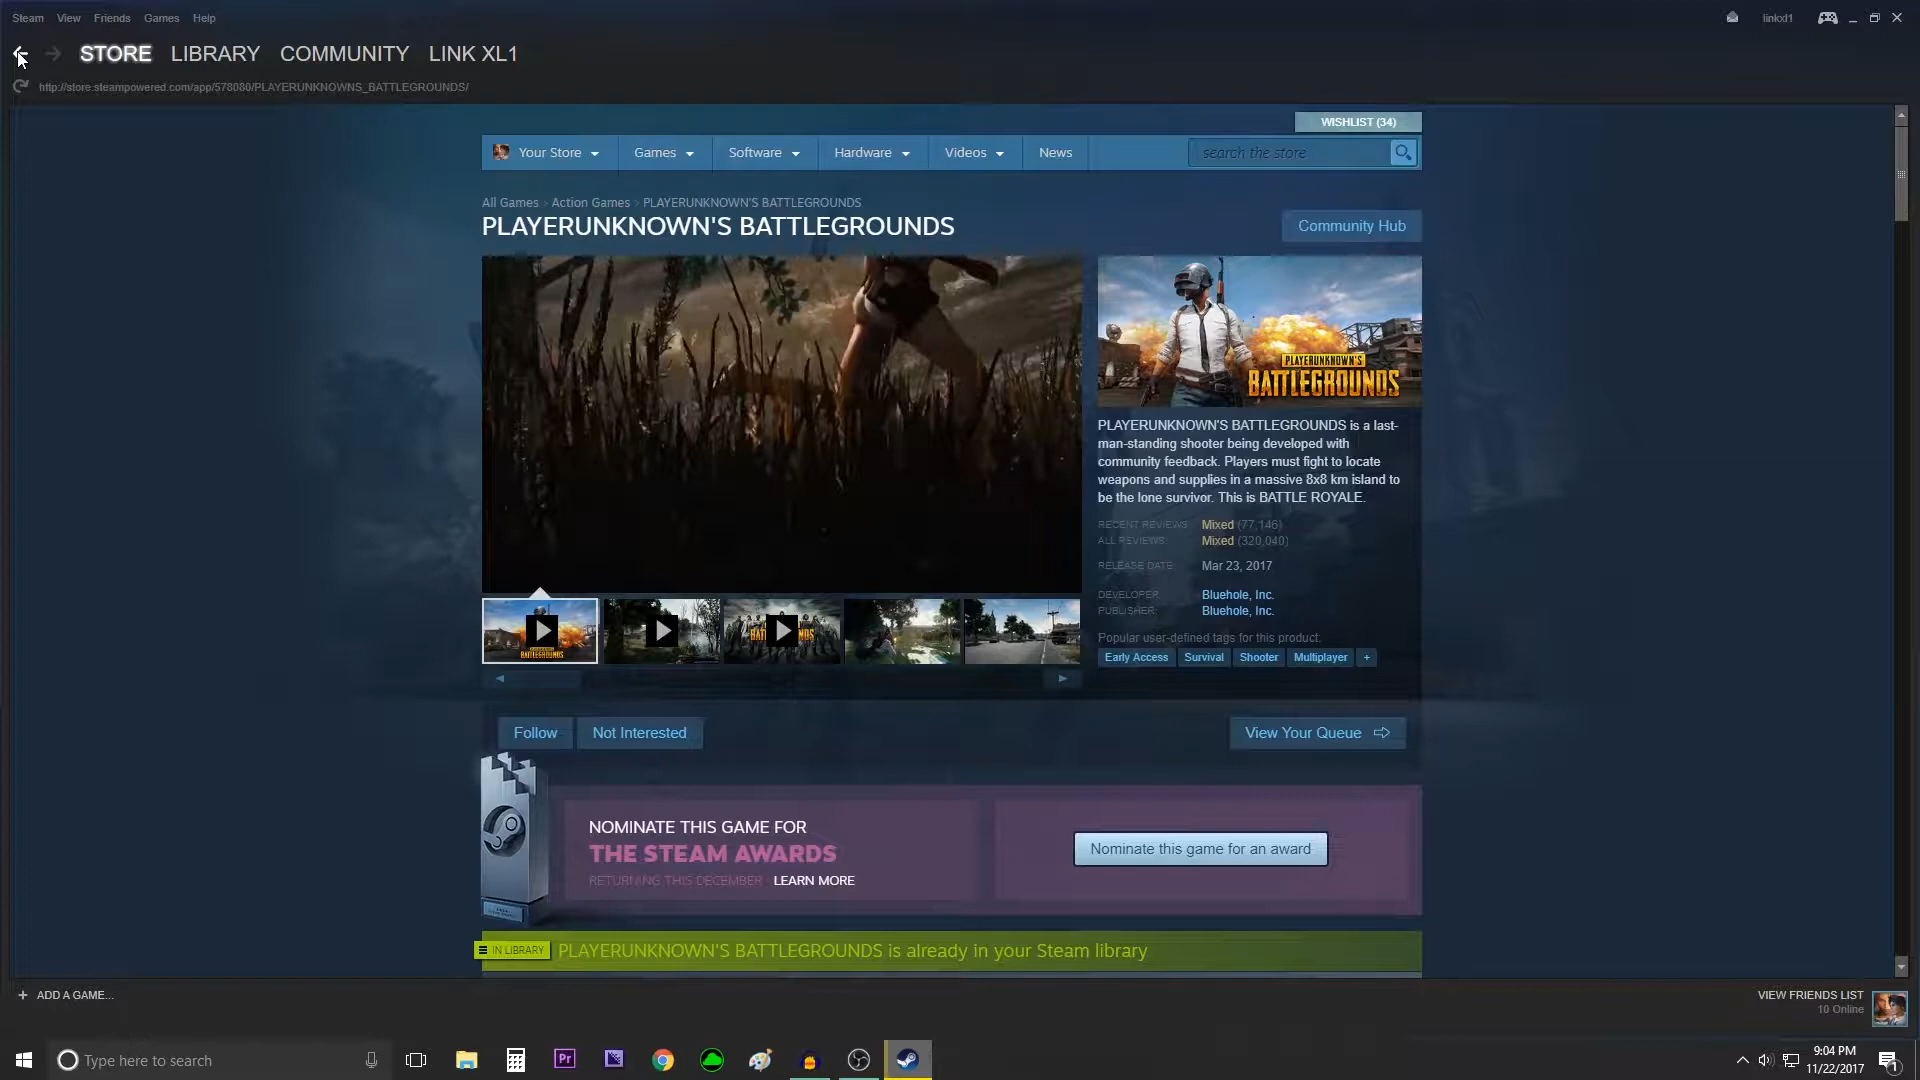 Steam View Friends Games Help
linkxl1
STORE LIBRARY COMMUNITY LINK XL1
http://store.steampowered.com/app/578080/PLAYERUNKNOWNS_BATTLEGROUNDS/
WISHLIST (34)
Your Store Games Software Hardware Videos News search the store
All Games > Action Games > PLAYERUNKNOWN'S BATTLEGROUNDS
PLAYERUNKNOWN'S BATTLEGROUNDS
Community Hub
PLAYERUNKNOWN'S
BATTLEGROUNDS
PLAYERUNKNOWN'S BATTLEGROUNDS is a last-
man-standing shooter being developed with
community feedback. Players must fight to locate
weapons and supplies in a massive 8x8 km island to
be the lone survivor. This is BATTLE ROYALE.
RECENT REVIEWS: Mixed (77,146)
ALL REVIEWS: Mixed (320,040)
RELEASE DATE: Mar 23, 2017
DEVELOPER: Bluehole, Inc.
PUBLISHER: Bluehole, Inc.
Popular user-defined tags for this product:
Early Access Survival Shooter Multiplayer +
Follow Not Interested View Your Queue
NOMINATE THIS GAME FOR
THE STEAM AWARDS
RETURNING THIS DECEMBER LEARN MORE
Nominate this game for an award
IN LIBRARY PLAYERUNKNOWN'S BATTLEGROUNDS is already in your Steam library
+ ADD A GAME...
VIEW FRIENDS LIST
10 Online
Type here to search
Pr
9:04 PM
11/22/2017
1